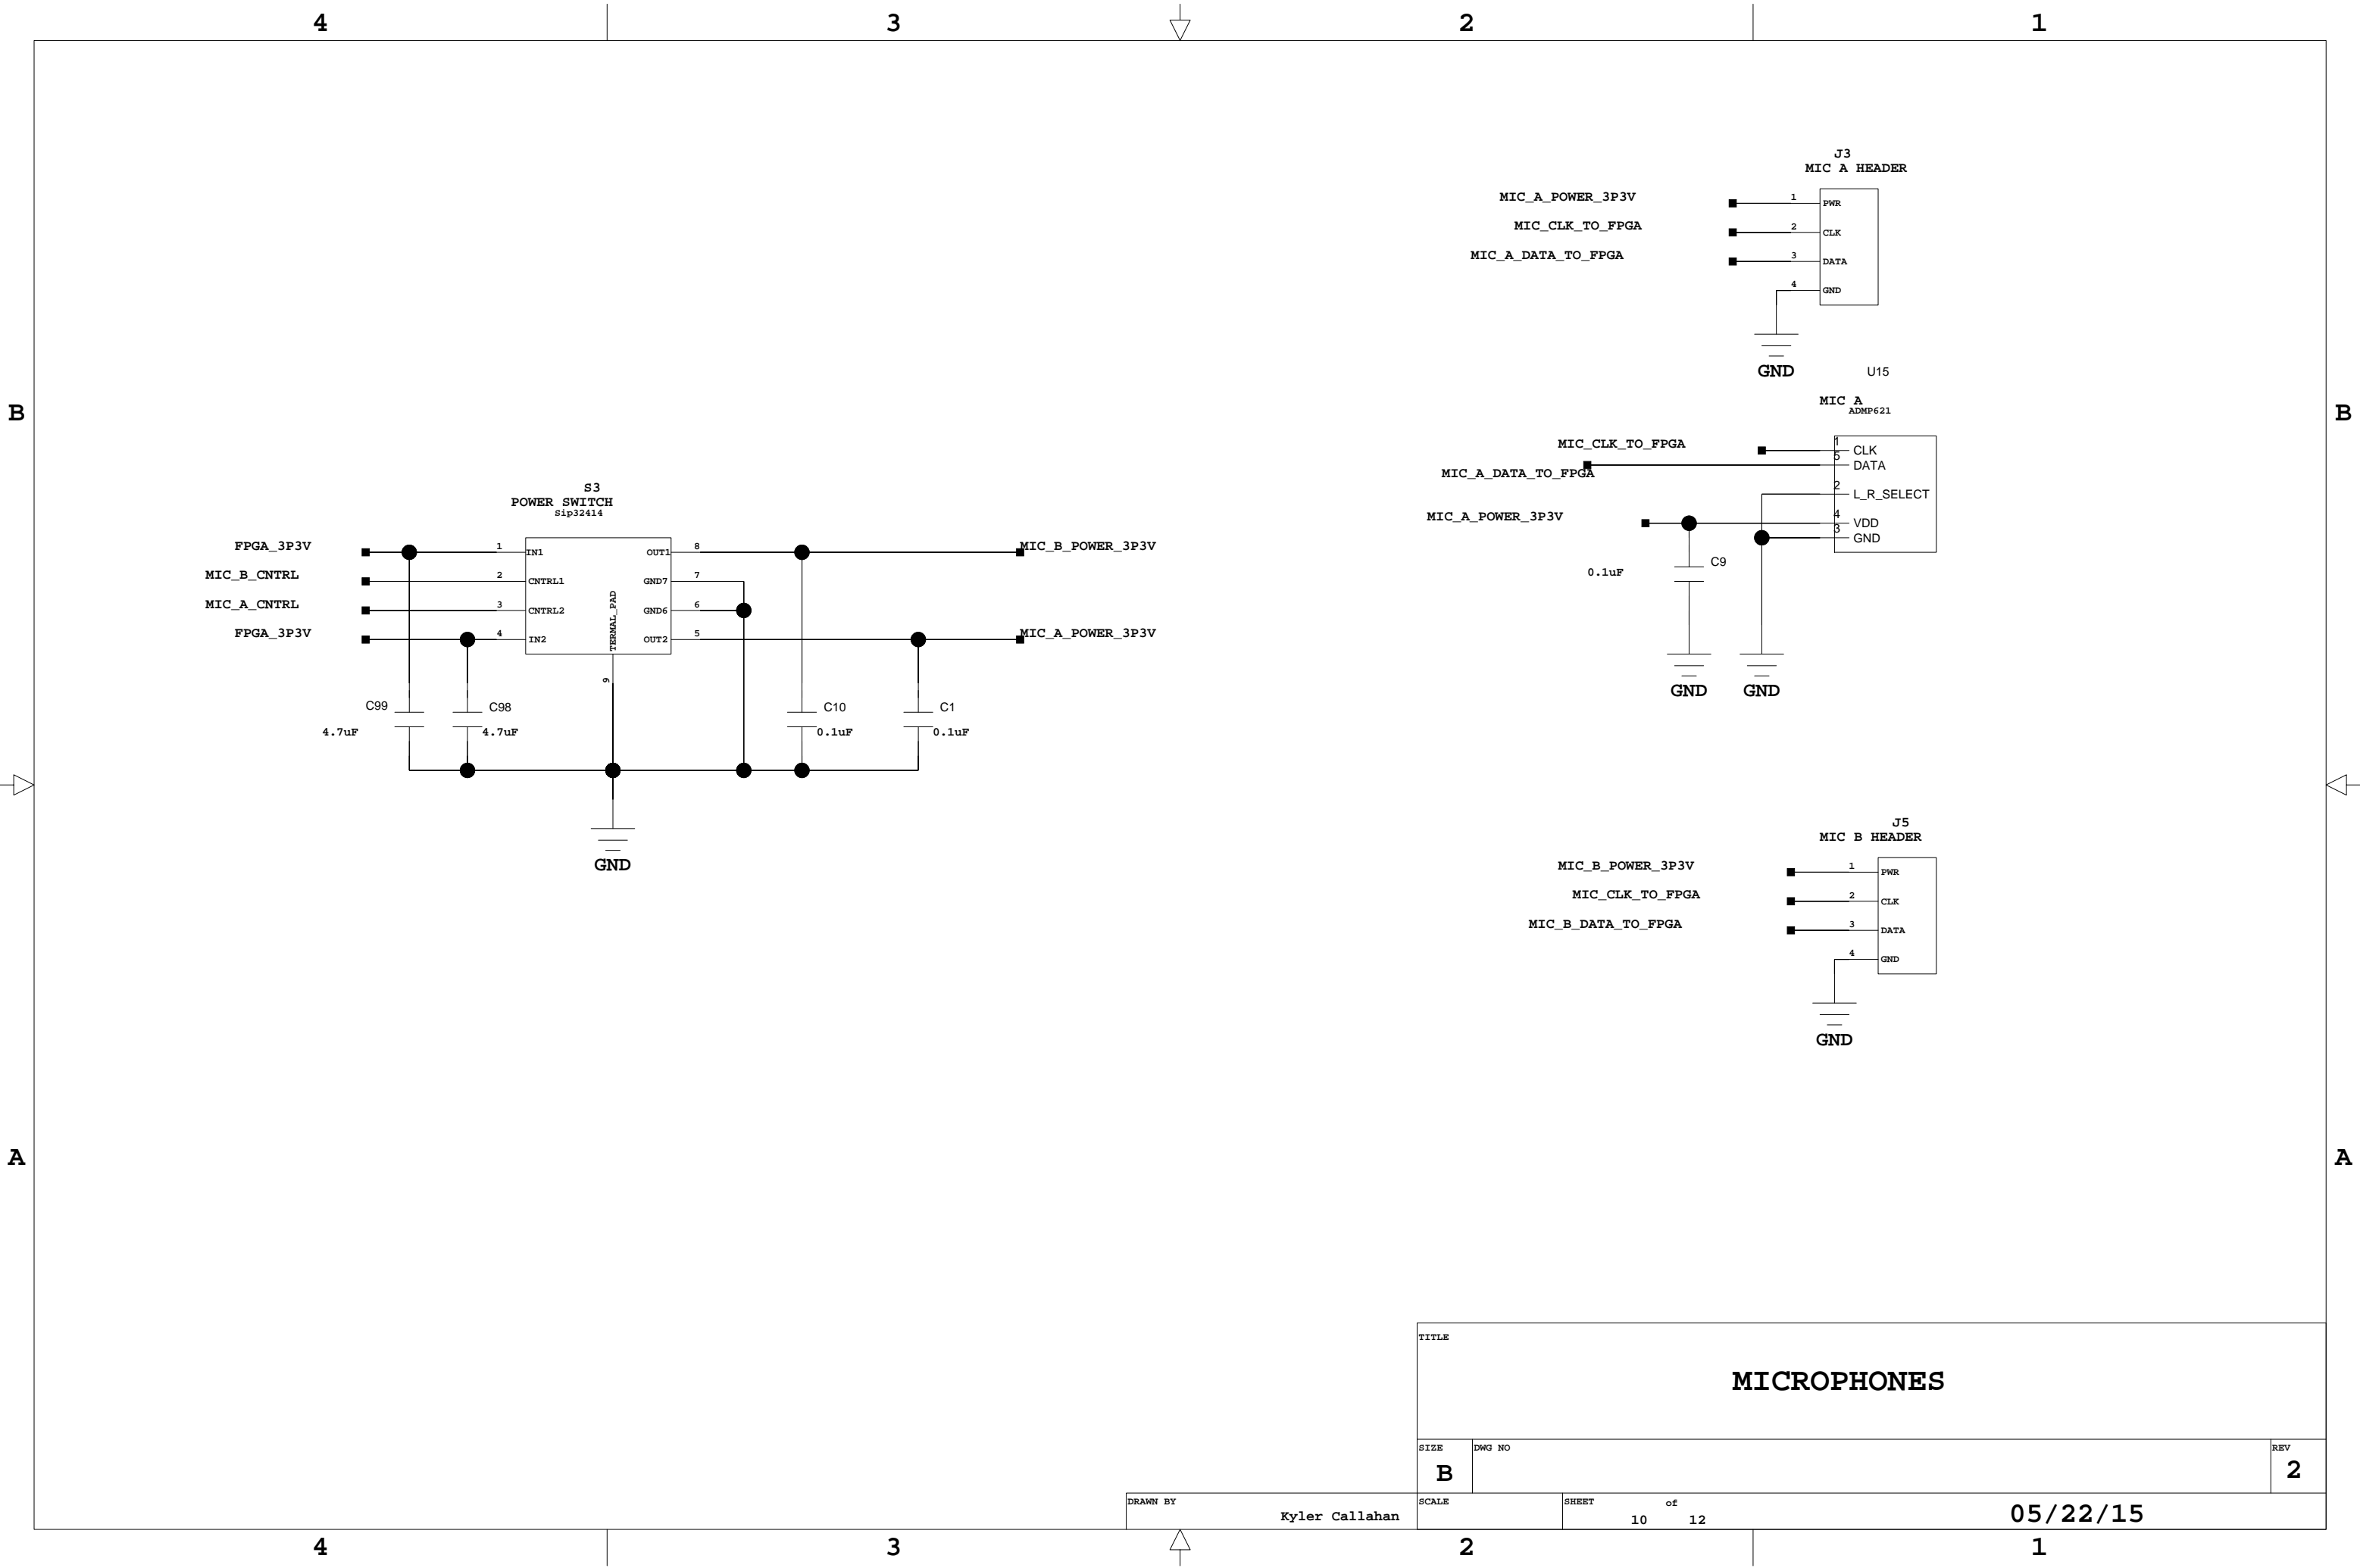 4 3 2 1
J3
MIC A HEADER
MIC_A_POWER_3P3V 1 PWR
MIC_CLK_TO_FPGA 2 CLK
MIC_A_DATA_TO_FPGA 3 DATA
4 GND
GND
U15
B B
MIC A
ADMP621
MIC_CLK_TO_FPGA 1 CLK
MIC_A_DATA_TO_FPGA 5 DATA
2 L_R_SELECT
MIC_A_POWER_3P3V 4 VDD
3 GND
C9
0.1uF
GND GND
S3
POWER SWITCH
Sip32414
FPGA_3P3V 1 IN1 OUT1 8 MIC_B_POWER_3P3V
MIC_B_CNTRL 2 CNTRL1 GND7 7
MIC_A_CNTRL 3 CNTRL2 GND6 6
FPGA_3P3V 4 IN2 OUT2 5 MIC_A_POWER_3P3V
TERMAL_PAD
9
C99 C98 C10 C1
4.7uF 4.7uF 0.1uF 0.1uF
GND
J5
MIC B HEADER
MIC_B_POWER_3P3V 1 PWR
MIC_CLK_TO_FPGA 2 CLK
MIC_B_DATA_TO_FPGA 3 DATA
4 GND
GND
A A
TITLE
MICROPHONES
SIZE DWG NO REV
B 2
DRAWN BY Kyler Callahan
SCALE SHEET 10 of 12 05/22/15
4 3 2 1